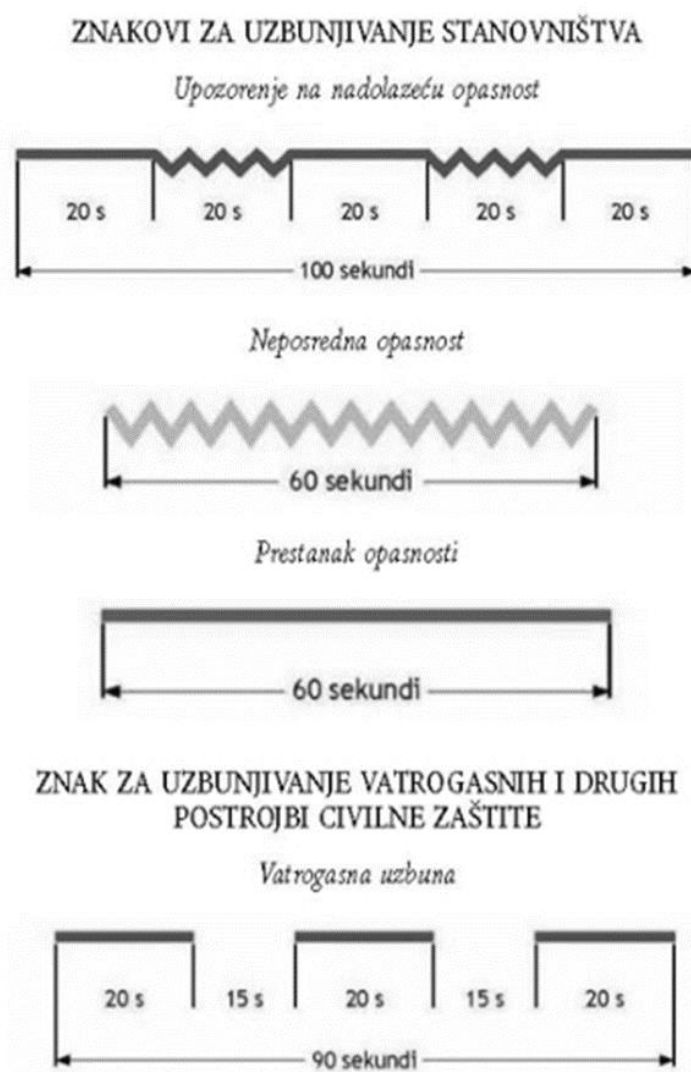 ZNAKOVI ZA UZBUNJIVANJE STANOVNIŠTVA
Upozorenje na nadolazeću opasnost
20 s 20 s 20 s 20 s 20 s
100 sekundi
Neposredna opasnost
60 sekundi
Prestanak opasnosti
60 sekundi
ZNAK ZA UZBUNJIVANJE VATROGASNIH I DRUGIH
POSTROJBI CIVILNE ZAŠTITE
Vatrogasna uzbuna
20 s 15 s 20 s 15 s 20 s
90 sekundi